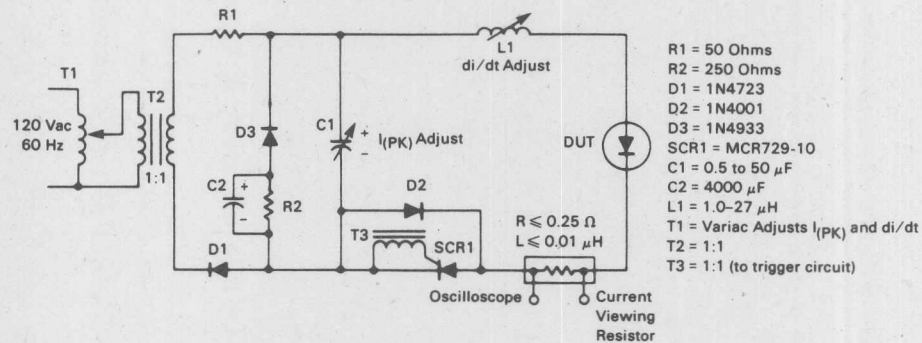 R1
T1
T2
120 Vac
60 Hz
1:1
D3
C2
+
–
R2
D1
C1
+
–
I(PK) Adjust
D2
T3
SCR1
L1
di/dt Adjust
DUT
R ≤ 0.25 Ω
L ≤ 0.01 μH
Oscilloscope
Current
Viewing
Resistor
R1 = 50 Ohms
R2 = 250 Ohms
D1 = 1N4723
D2 = 1N4001
D3 = 1N4933
SCR1 = MCR729-10
C1 = 0.5 to 50 μF
C2 = 4000 μF
L1 = 1.0–27 μH
T1 = Variac Adjusts I(PK) and di/dt
T2 = 1:1
T3 = 1:1 (to trigger circuit)